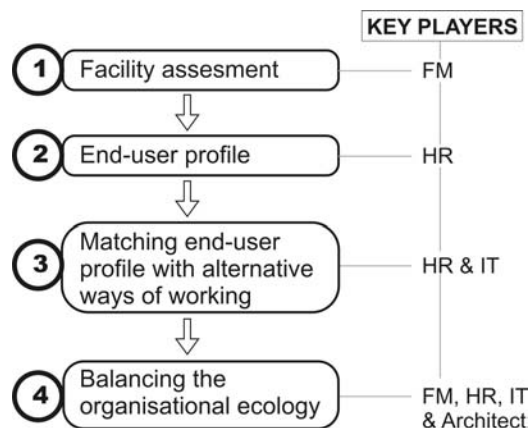 KEY PLAYERS
1 Facility assesment FM
2 End-user profile HR
3 Matching end-user
profile with alternative
ways of working
HR & IT
4 Balancing the
organisational ecology
FM, HR, IT
& Architect